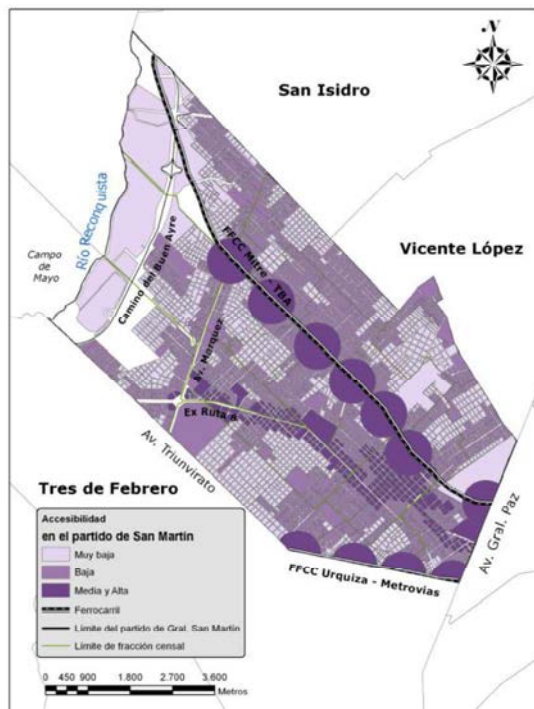 N
San Isidro
Río Reconquista
Campo
de
Mayo
Vicente López
FFCC Mitre - TBA
Camino del Buen Ayre
Av. Marquez
Ex Ruta 8
Av. Triunvirato
Tres de Febrero
Av. Gral. Paz
FFCC Urquiza - Metrovias
Accesibilidad
en el partido de San Martín
Muy baja
Baja
Media y Alta
Ferrocarril
Límite del partido de Gral. San Martín
Límite de fracción censal
0 450 900 1.800 2.700 3.600
Metros